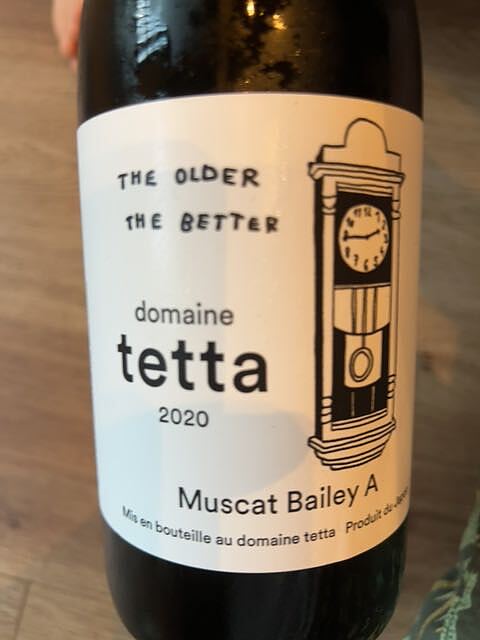 THE OLDER
THE BETTER
domaine
tetta
2020
Muscat Bailey A
Mis en bouteille au domaine tetta Produit du Japon